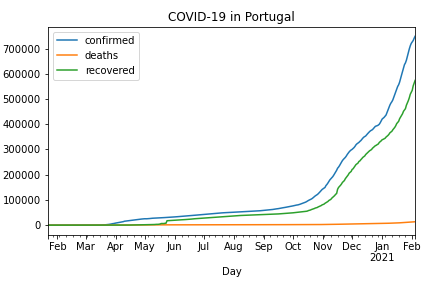 COVID-19 in Portugal
confirmed
deaths
recovered
700000
600000
500000
400000
300000
200000
100000
0
Feb Mar Apr May Jun Jul Aug Sep Oct Nov Dec Jan Feb
2021
Day